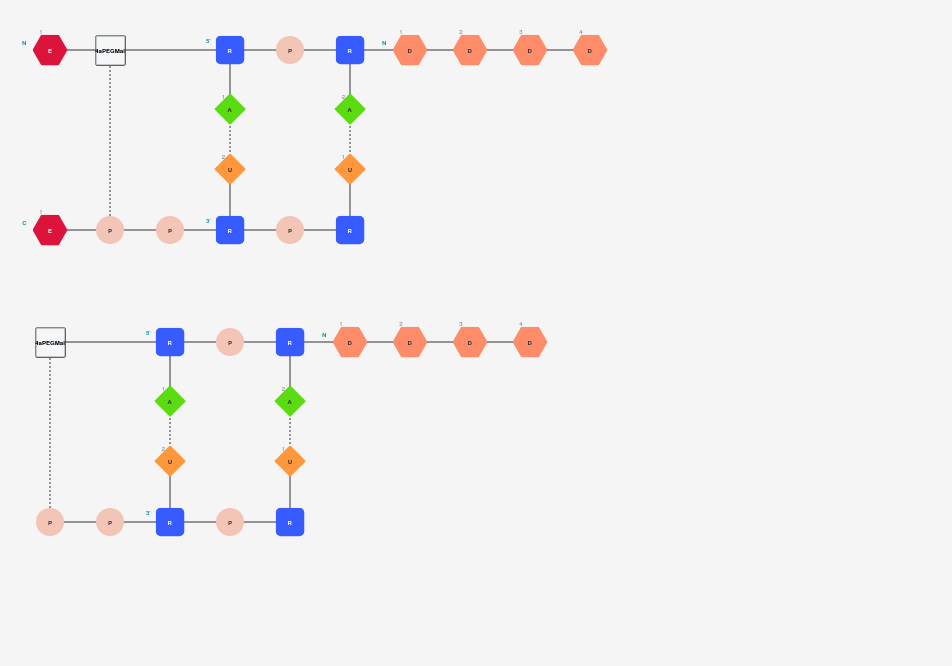 1 1 2 3 4
N E 4aPEGMal 5' R P R N D D D D
1 A 2 A
2 U 1 U
1
C E P P 3' R P R
1 2 3 4
4aPEGMal 5' R P R N D D D D
1 A 2 A
2 U 1 U
P P 3' R P R